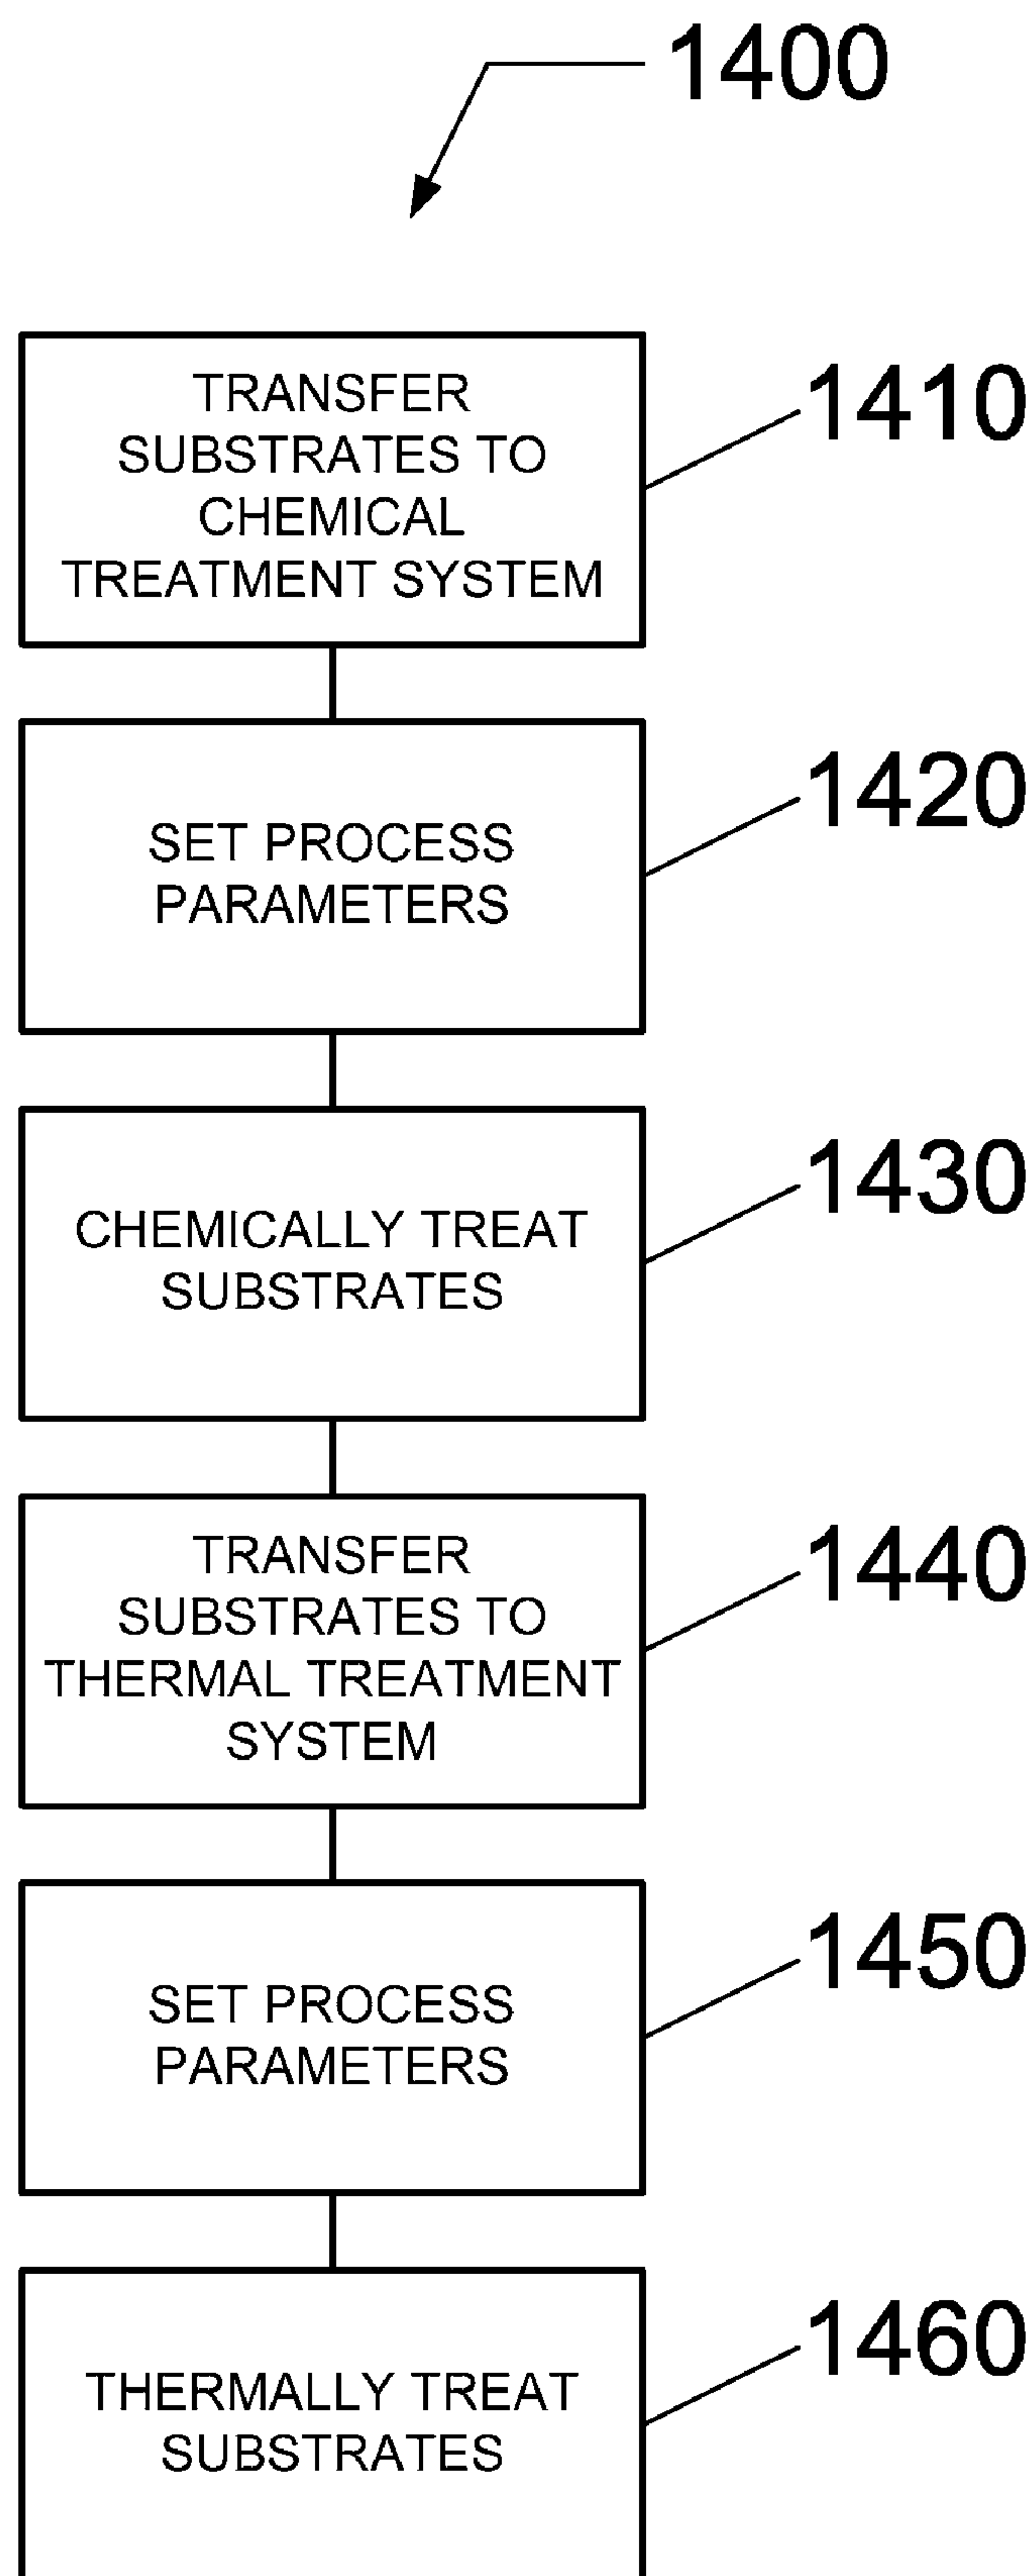 1400
TRANSFER
SUBSTRATES TO
CHEMICAL
TREATMENT SYSTEM
1410
SET PROCESS
PARAMETERS
1420
CHEMICALLY TREAT
SUBSTRATES
1430
TRANSFER
SUBSTRATES TO
THERMAL TREATMENT
SYSTEM
1440
SET PROCESS
PARAMETERS
1450
THERMALLY TREAT
SUBSTRATES
1460